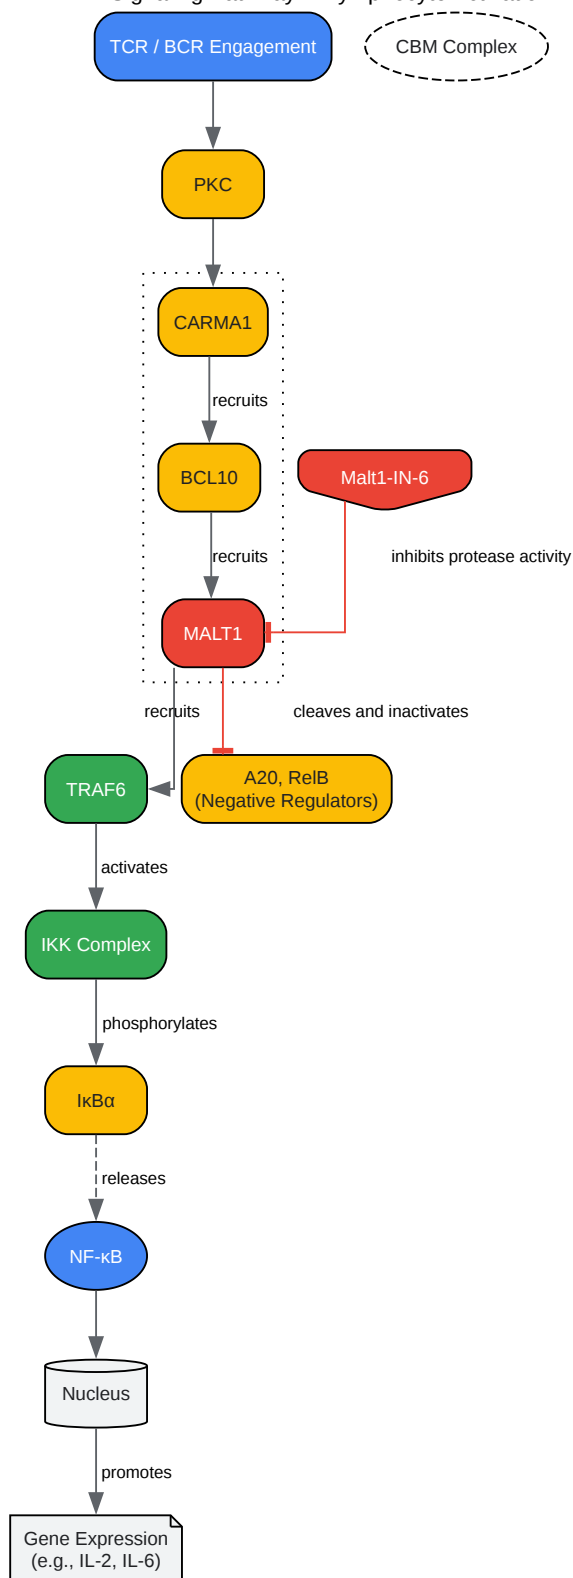 TCR / BCR Engagement
CBM Complex
PKC
CARMA1
recruits
BCL10
Malt1-IN-6
recruits
inhibits protease activity
MALT1
recruits
cleaves and inactivates
TRAF6
A20, RelB
(Negative Regulators)
activates
IKK Complex
phosphorylates
IκBα
releases
NF-κB
Nucleus
promotes
Gene Expression
(e.g., IL-2, IL-6)